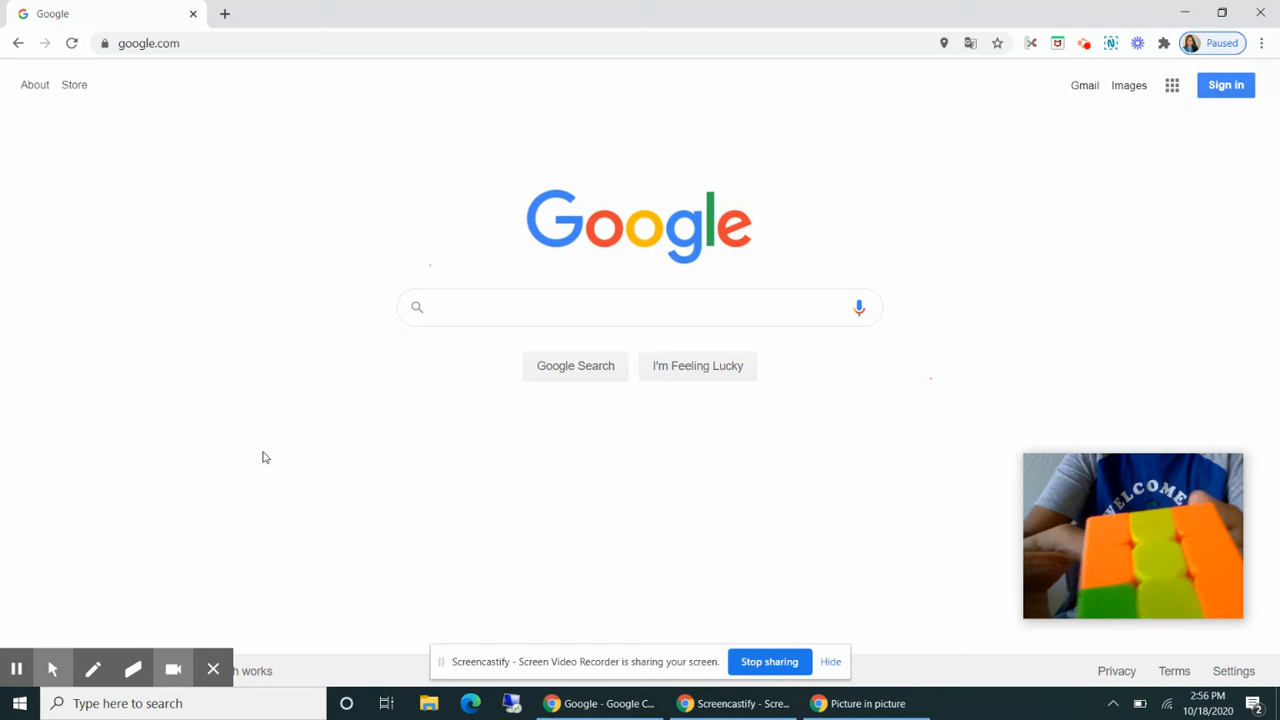 Google
google.com
Paused
About
Store
Gmail
Images
Sign in
Google
Google Search
I'm Feeling Lucky
WELCOME
Screencastify - Screen Video Recorder is sharing your screen.
Stop sharing
Hide
h works
Privacy
Terms
Settings
Type here to search
Google - Google C...
Screencastify - Scre...
Picture in picture
2:56 PM
10/18/2020
2